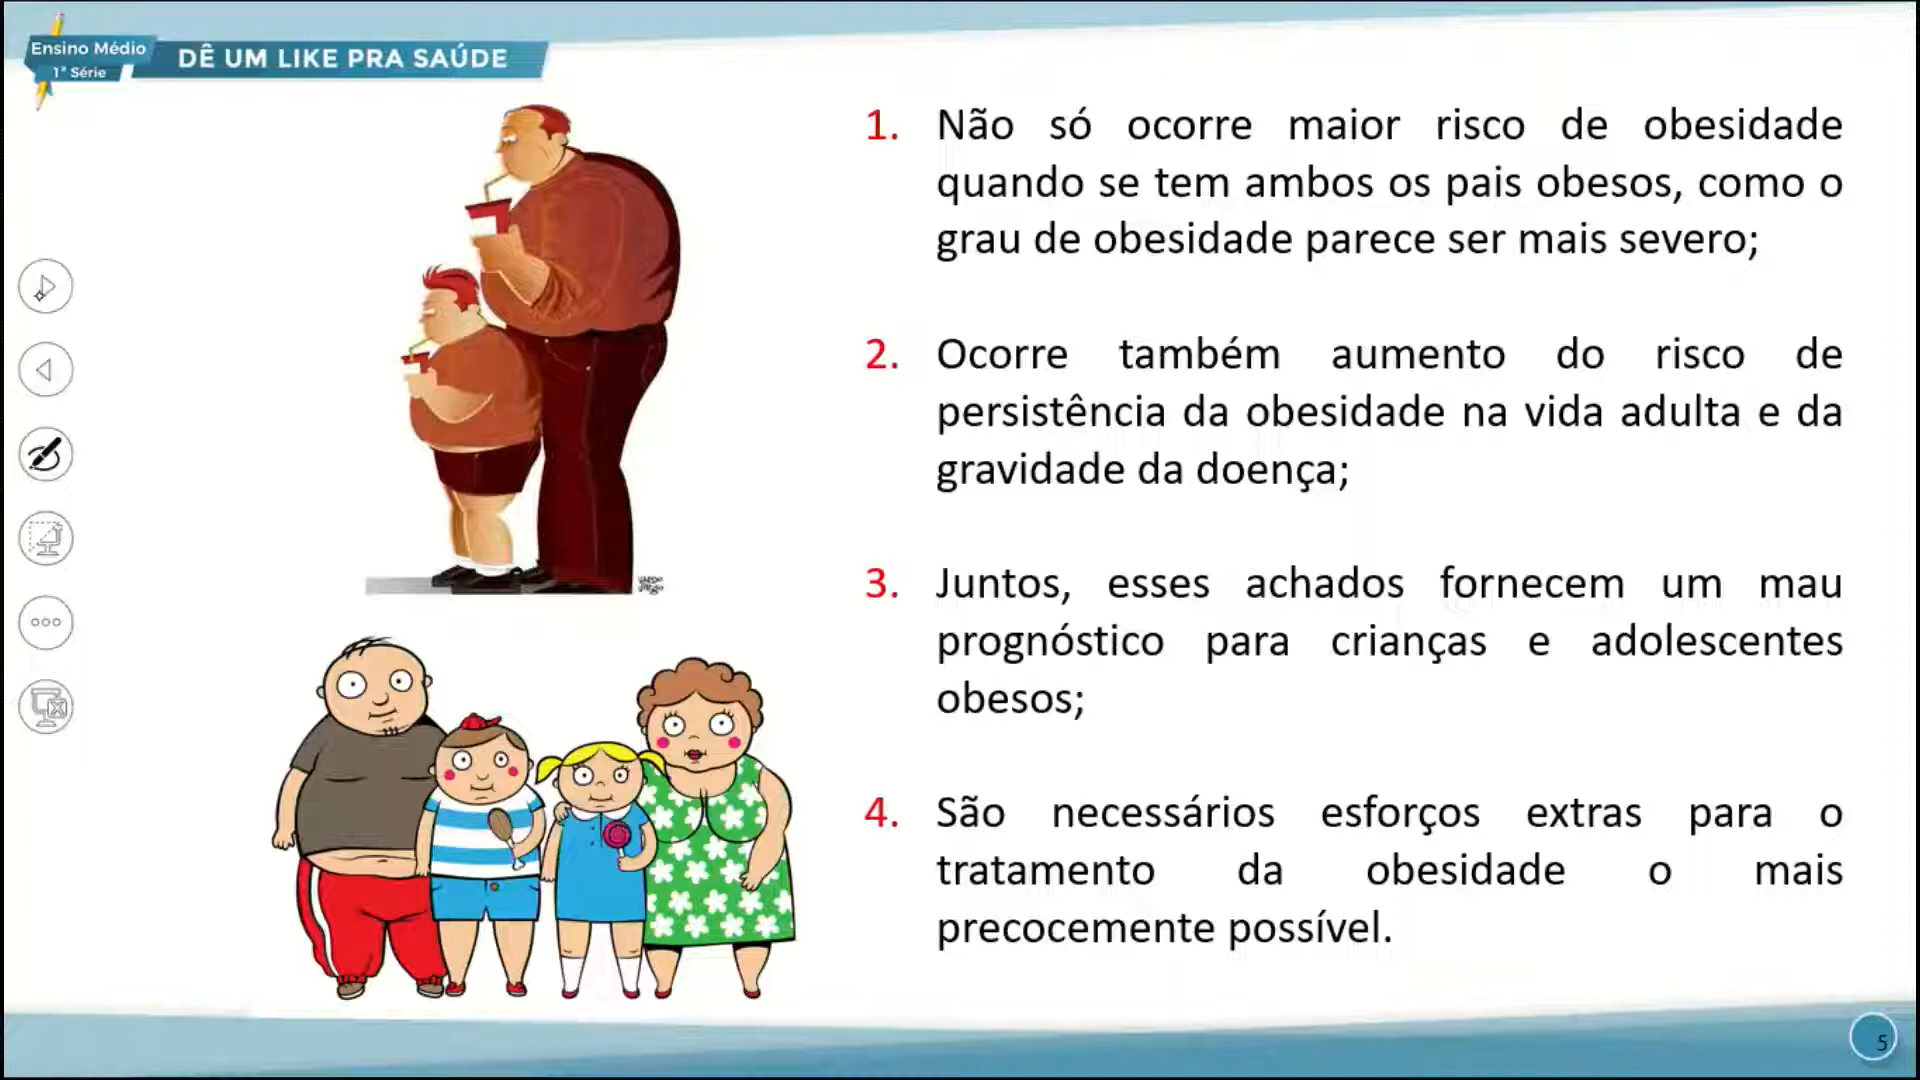 Ensino Médio
1ª Série
DÊ UM LIKE PRA SAÚDE
1. Não só ocorre maior risco de obesidade
quando se tem ambos os pais obesos, como o
grau de obesidade parece ser mais severo;
2. Ocorre também aumento do risco de
persistência da obesidade na vida adulta e da
gravidade da doença;
3. Juntos, esses achados fornecem um mau
prognóstico para crianças e adolescentes
obesos;
4. São necessários esforços extras para o
tratamento da obesidade o mais
precocemente possível.
5